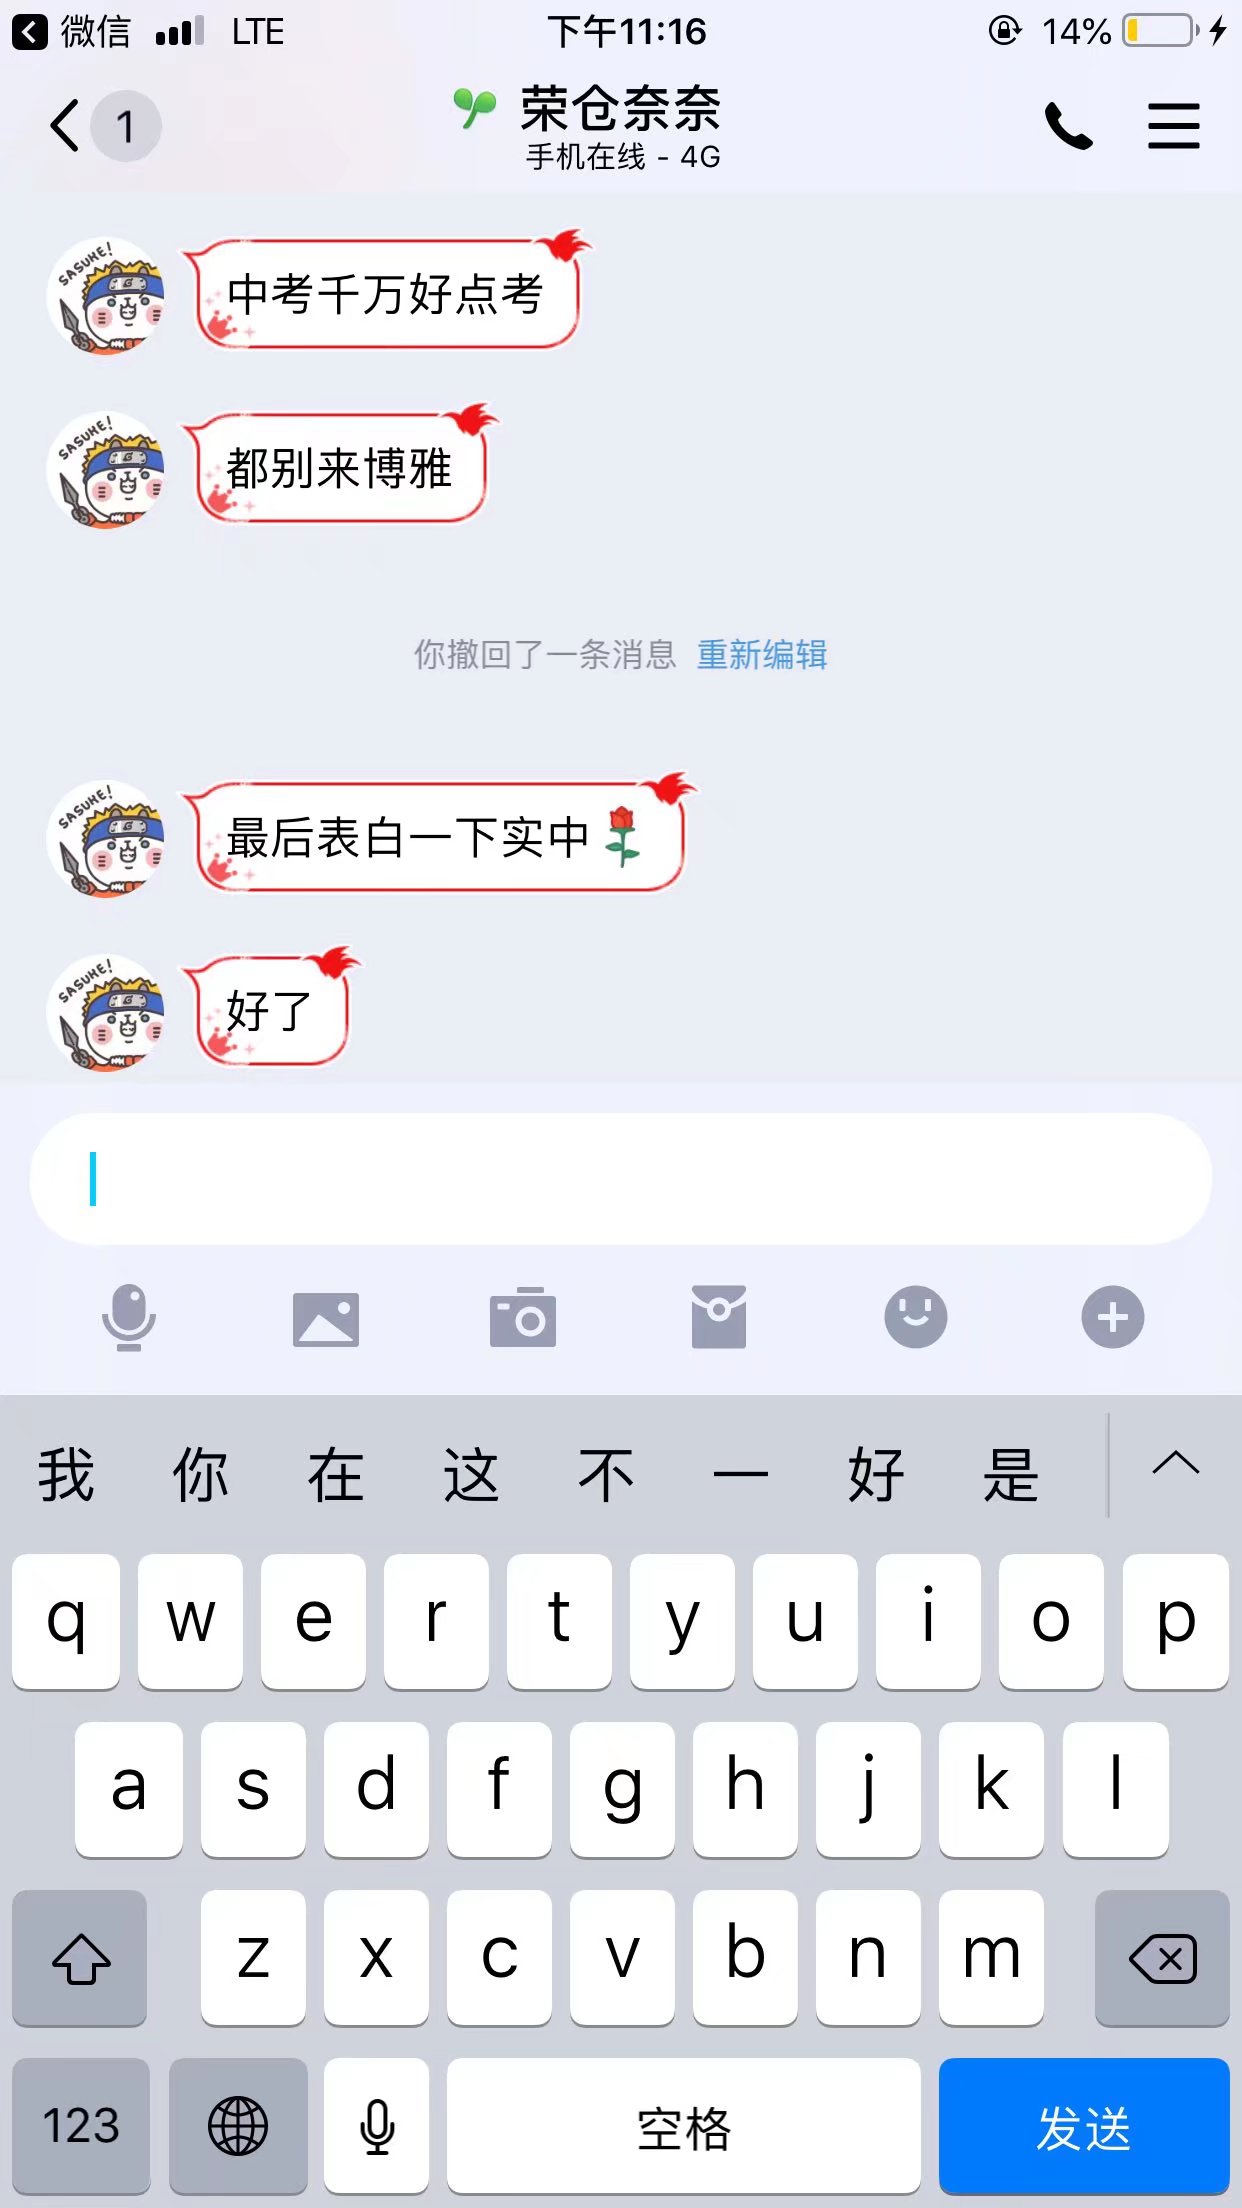 微信 LTE 下午11:16 14%
1
荣仓奈奈
手机在线 - 4G
SASUKE!
中考千万好点考
SASUKE!
都别来博雅
你撤回了一条消息 重新编辑
SASUKE!
最后表白一下实中
SASUKE!
好了
我 你 在 这 不 一 好 是
q w e r t y u i o p
a s d f g h j k l
z x c v b n m
123 空格 发送